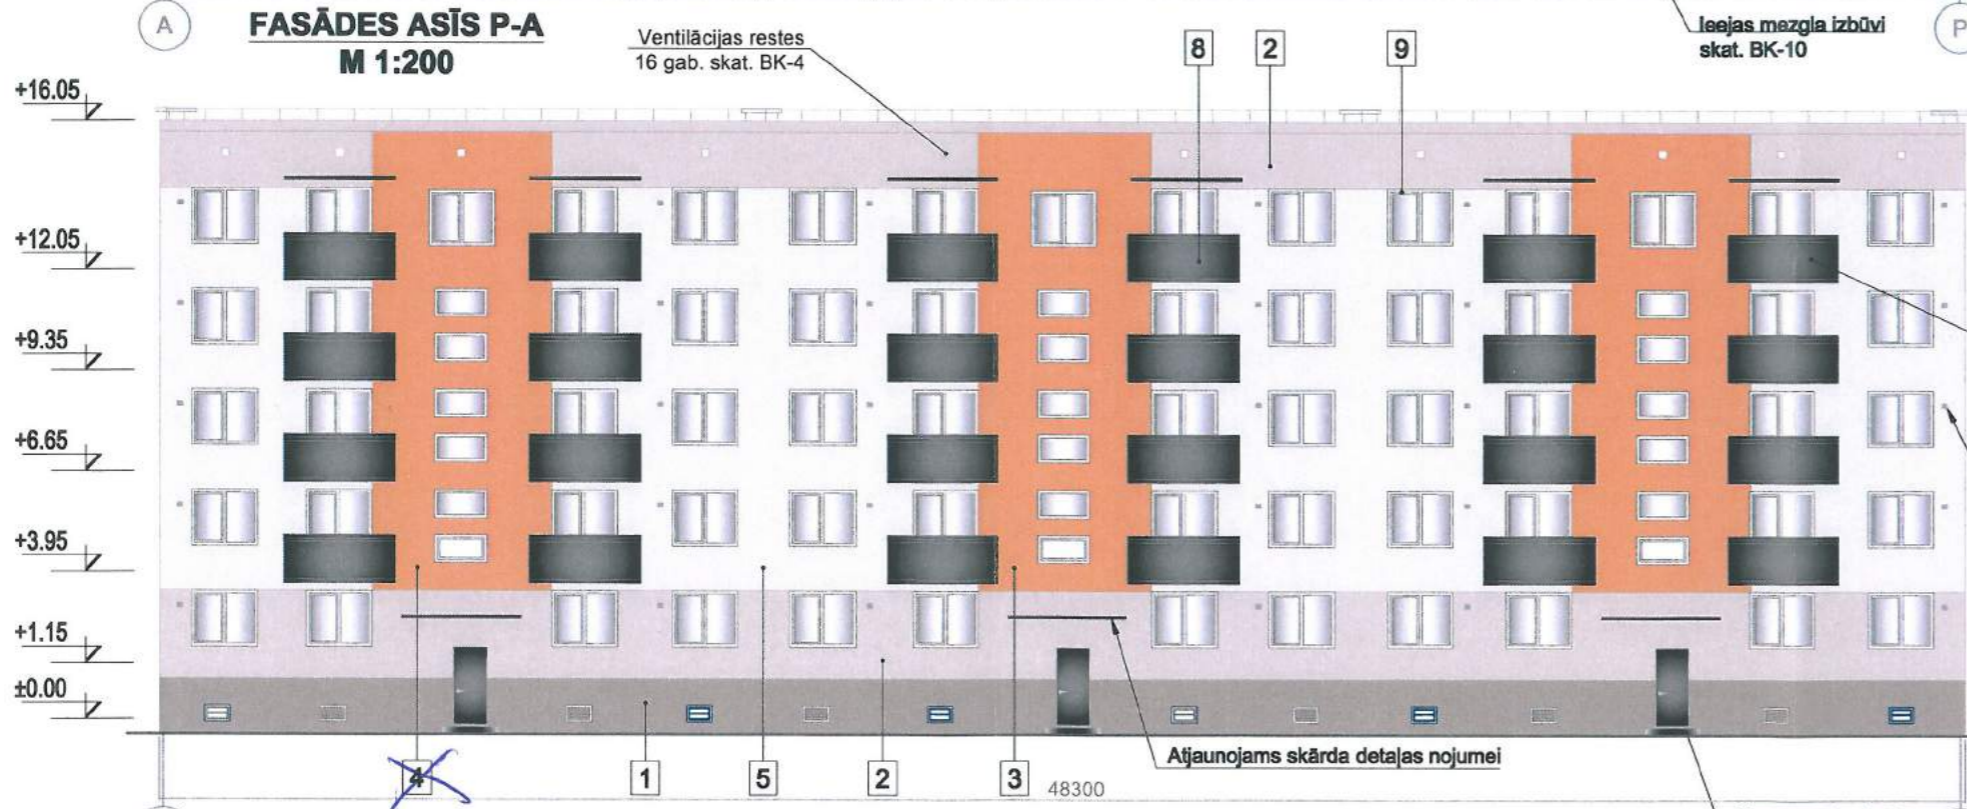 A
FASĀDES ASĪS P-A
M 1:200
Ventilācijas restes
16 gab. skat. BK-4
8
2
9
Ieejas mezgla izbūvi
skat. BK-10
P
+16.05
+12.05
+9.35
+6.65
+3.95
+1.15
±0.00
Atjaunojams skārda detaļas nojumei
4
1
5
2
3
48300